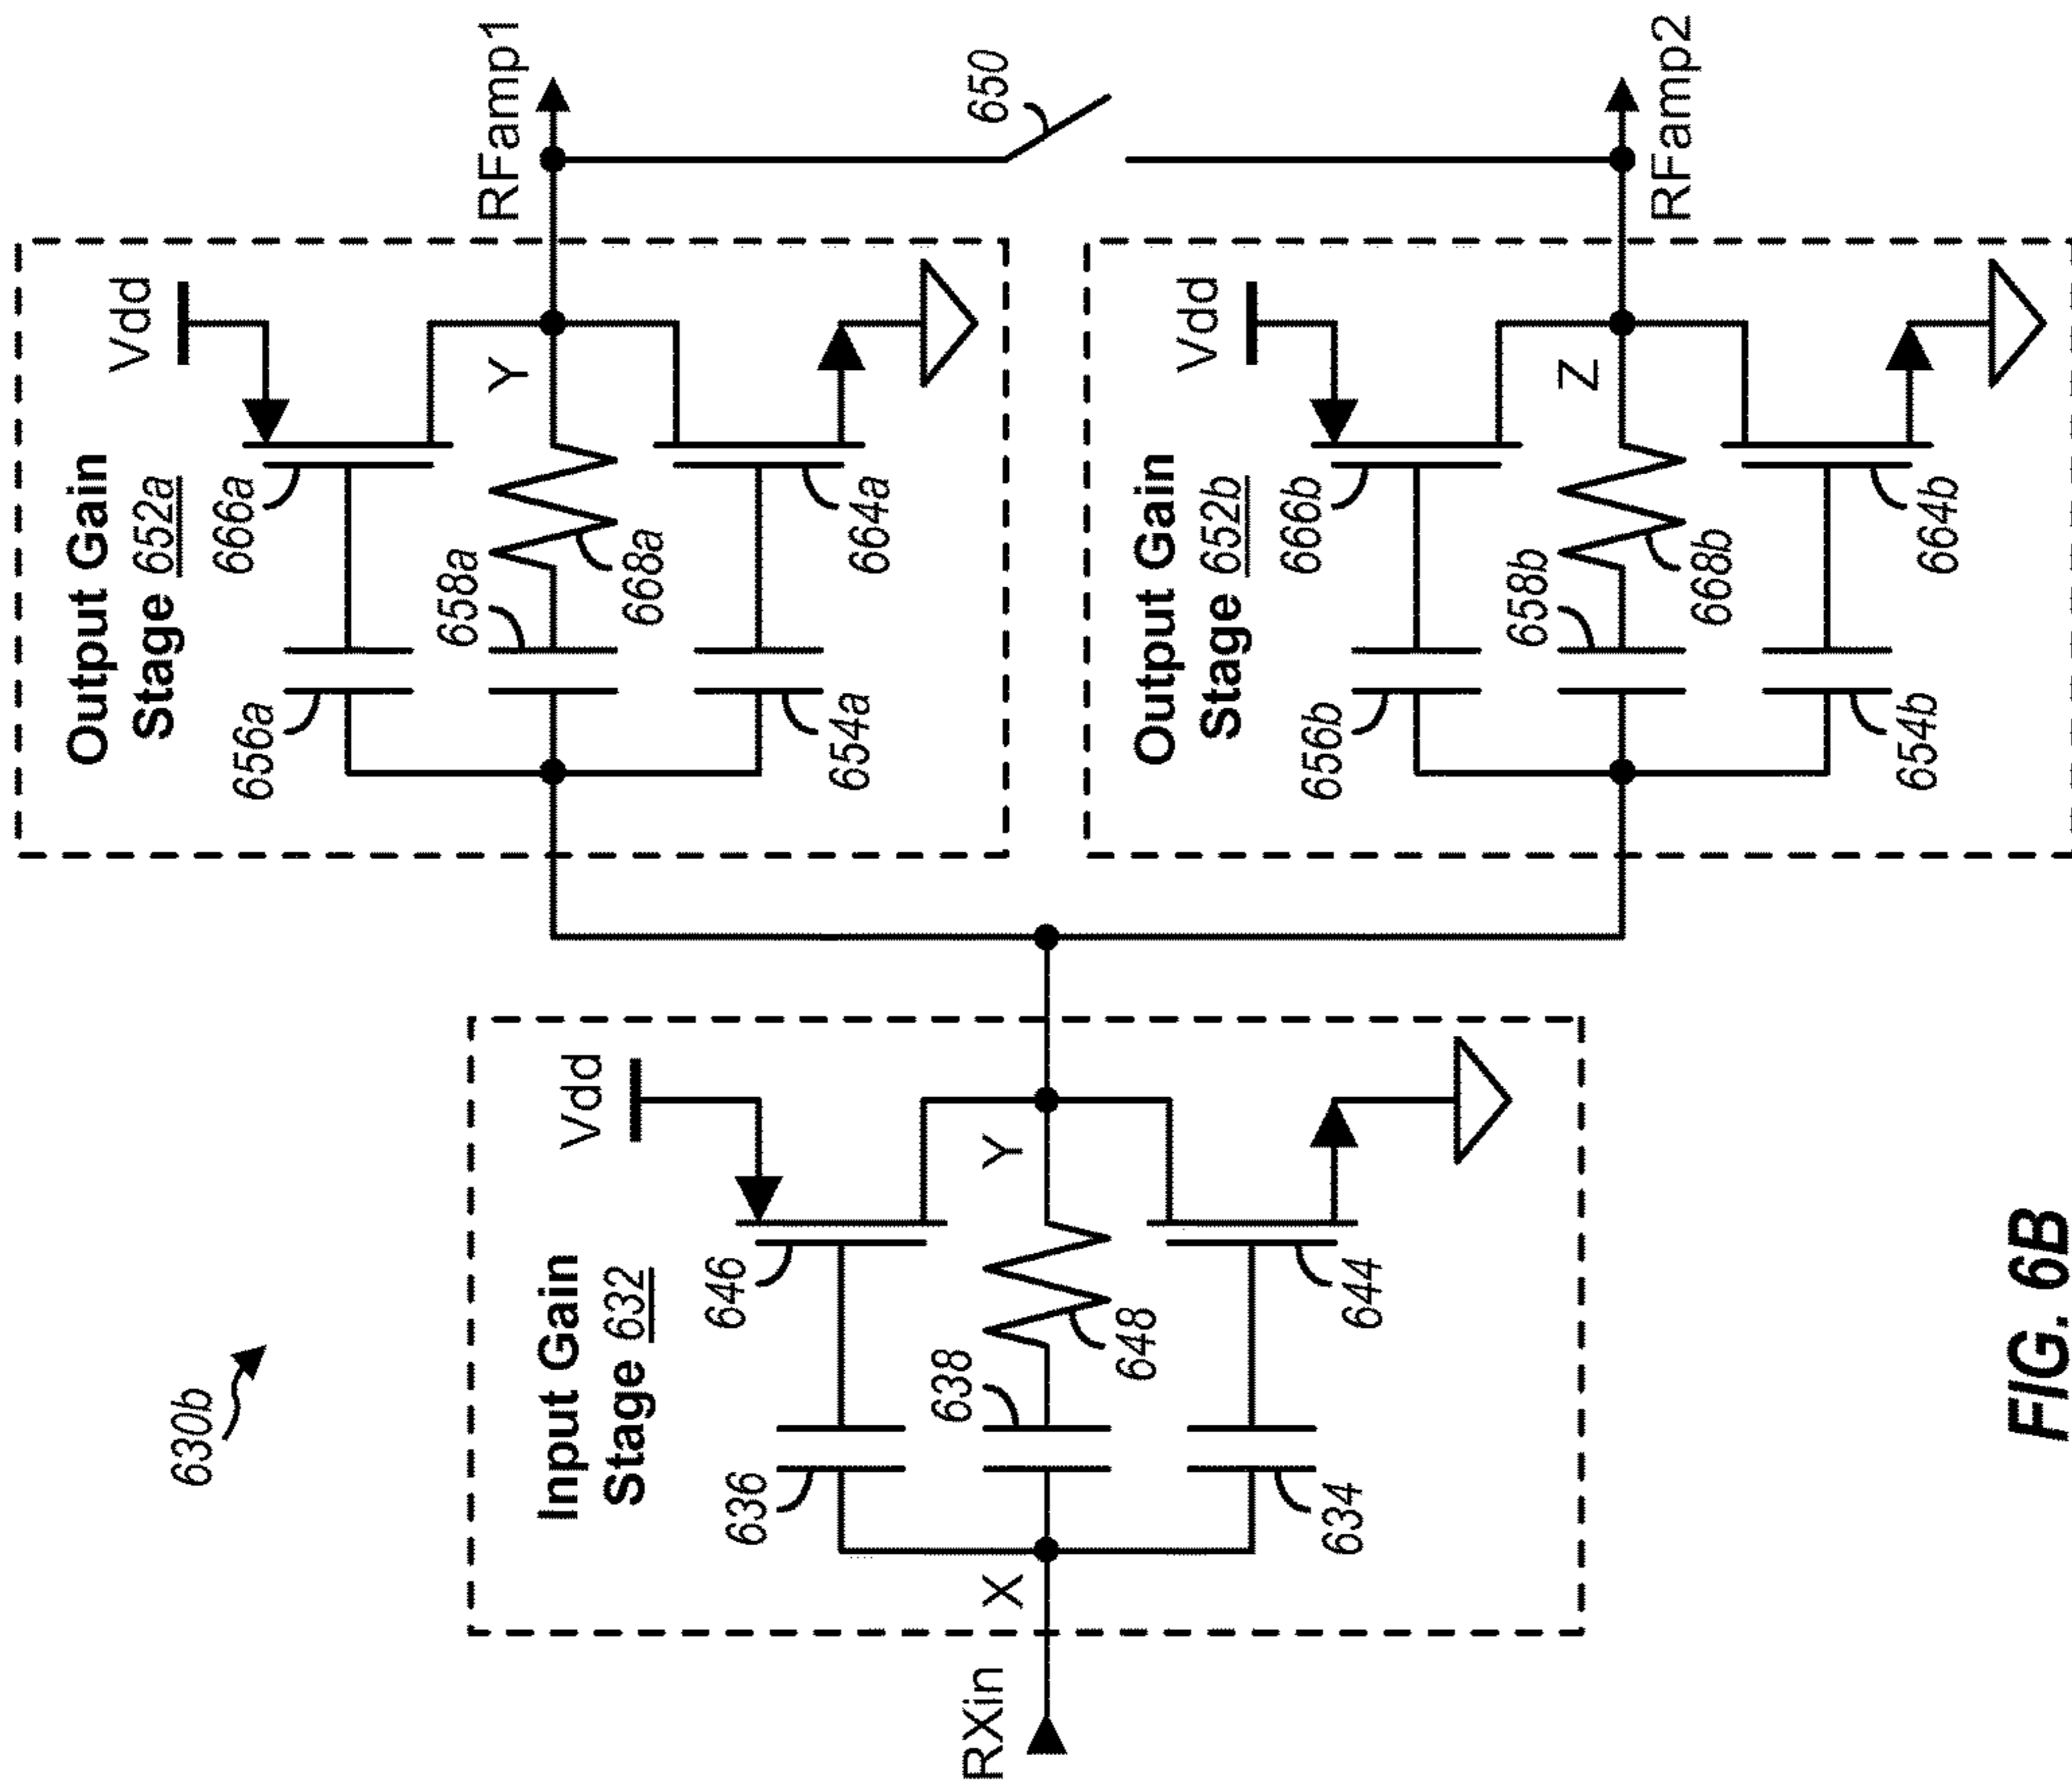 630b
RXin
X
Input Gain
Stage 632
636
638
634
646
648
644
Vdd
Y
Output Gain
Stage 652a
656a
658a
654a
666a
668a
664a
Vdd
Y
RFamp1
650
Output Gain
Stage 652b
656b
658b
654b
666b
668b
664b
Vdd
Z
RFamp2
FIG. 6B